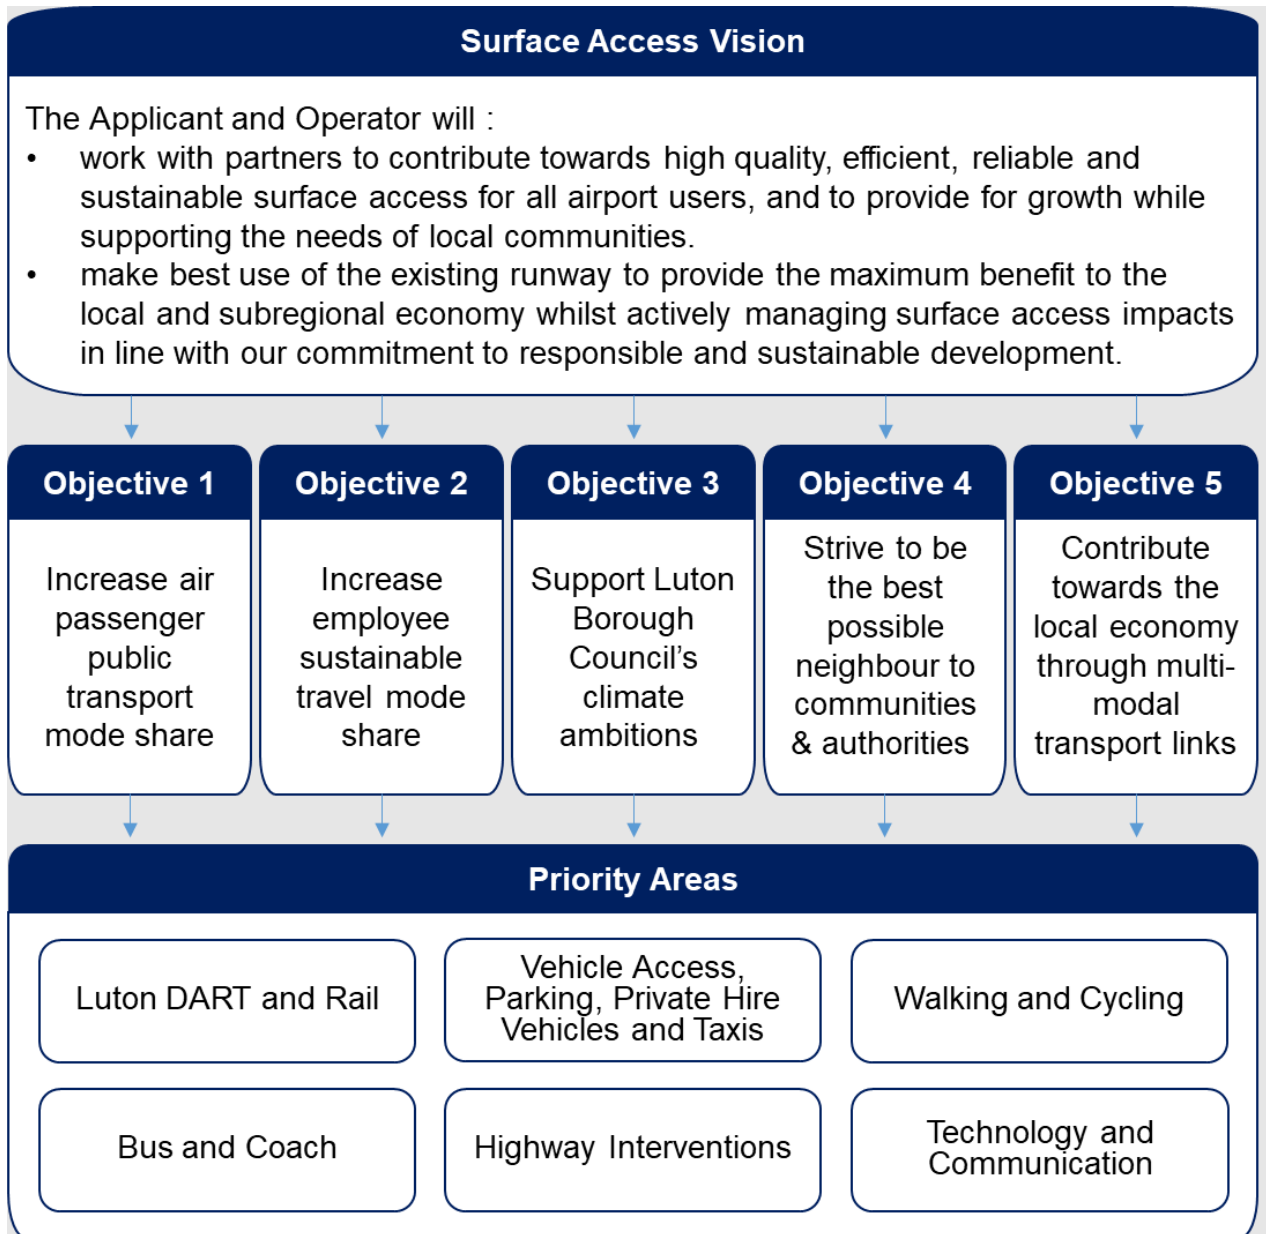 Surface Access Vision
The Applicant and Operator will :
• work with partners to contribute towards high quality, efficient, reliable and
sustainable surface access for all airport users, and to provide for growth while
supporting the needs of local communities.
• make best use of the existing runway to provide the maximum benefit to the
local and subregional economy whilst actively managing surface access impacts
in line with our commitment to responsible and sustainable development.
Objective 1
Increase air
passenger
public
transport
mode share
Objective 2
Increase
employee
sustainable
travel mode
share
Objective 3
Support Luton
Borough
Council’s
climate
ambitions
Objective 4
Strive to be
the best
possible
neighbour to
communities
& authorities
Objective 5
Contribute
towards the
local economy
through multi-
modal
transport links
Priority Areas
Luton DART and Rail
Vehicle Access,
Parking, Private Hire
Vehicles and Taxis
Walking and Cycling
Bus and Coach
Highway Interventions
Technology and
Communication